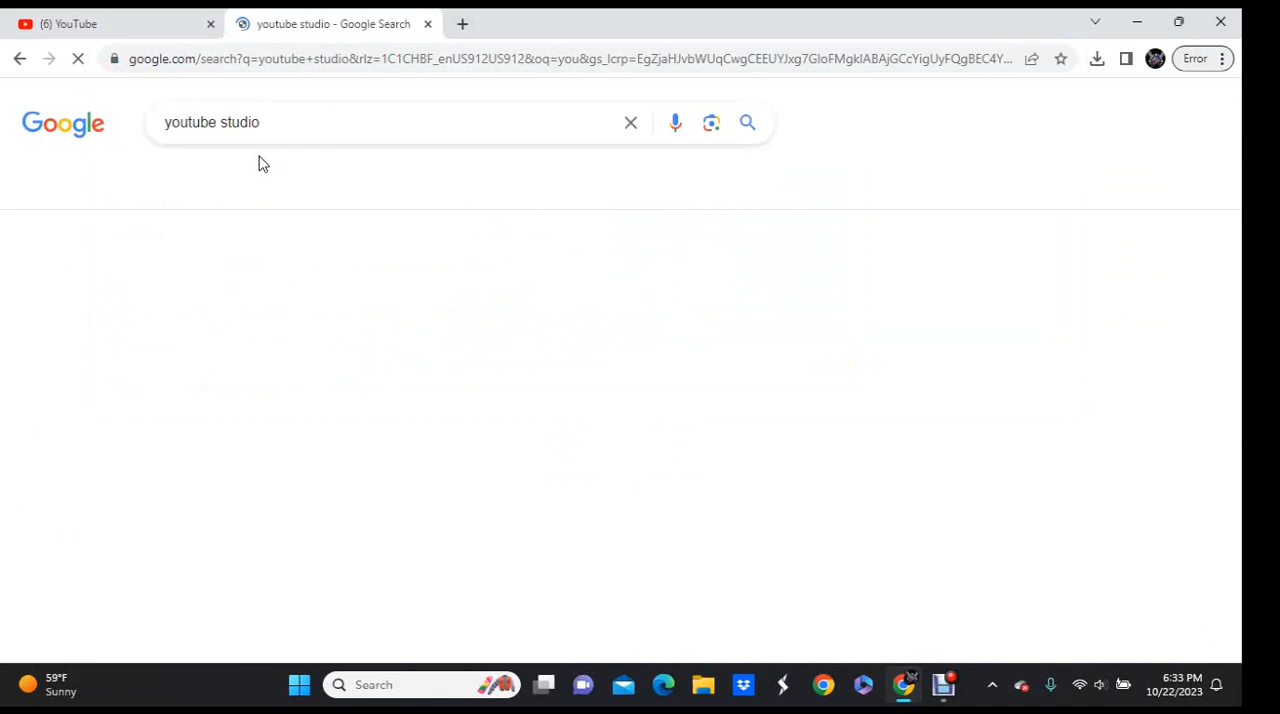 (6) YouTube
youtube studio - Google Search
google.com/search?q=youtube+studio&rlz=1C1CHBF_enUS912US912&oq=you&gs_lcrp=EgZjaHJvbWUqCwgCEEUYJxg7GIoFMgkIABAjGCcYigUyFQgBEC4Y...
Error
Google
youtube studio
59°F
Sunny
Search
6:33 PM
10/22/2023